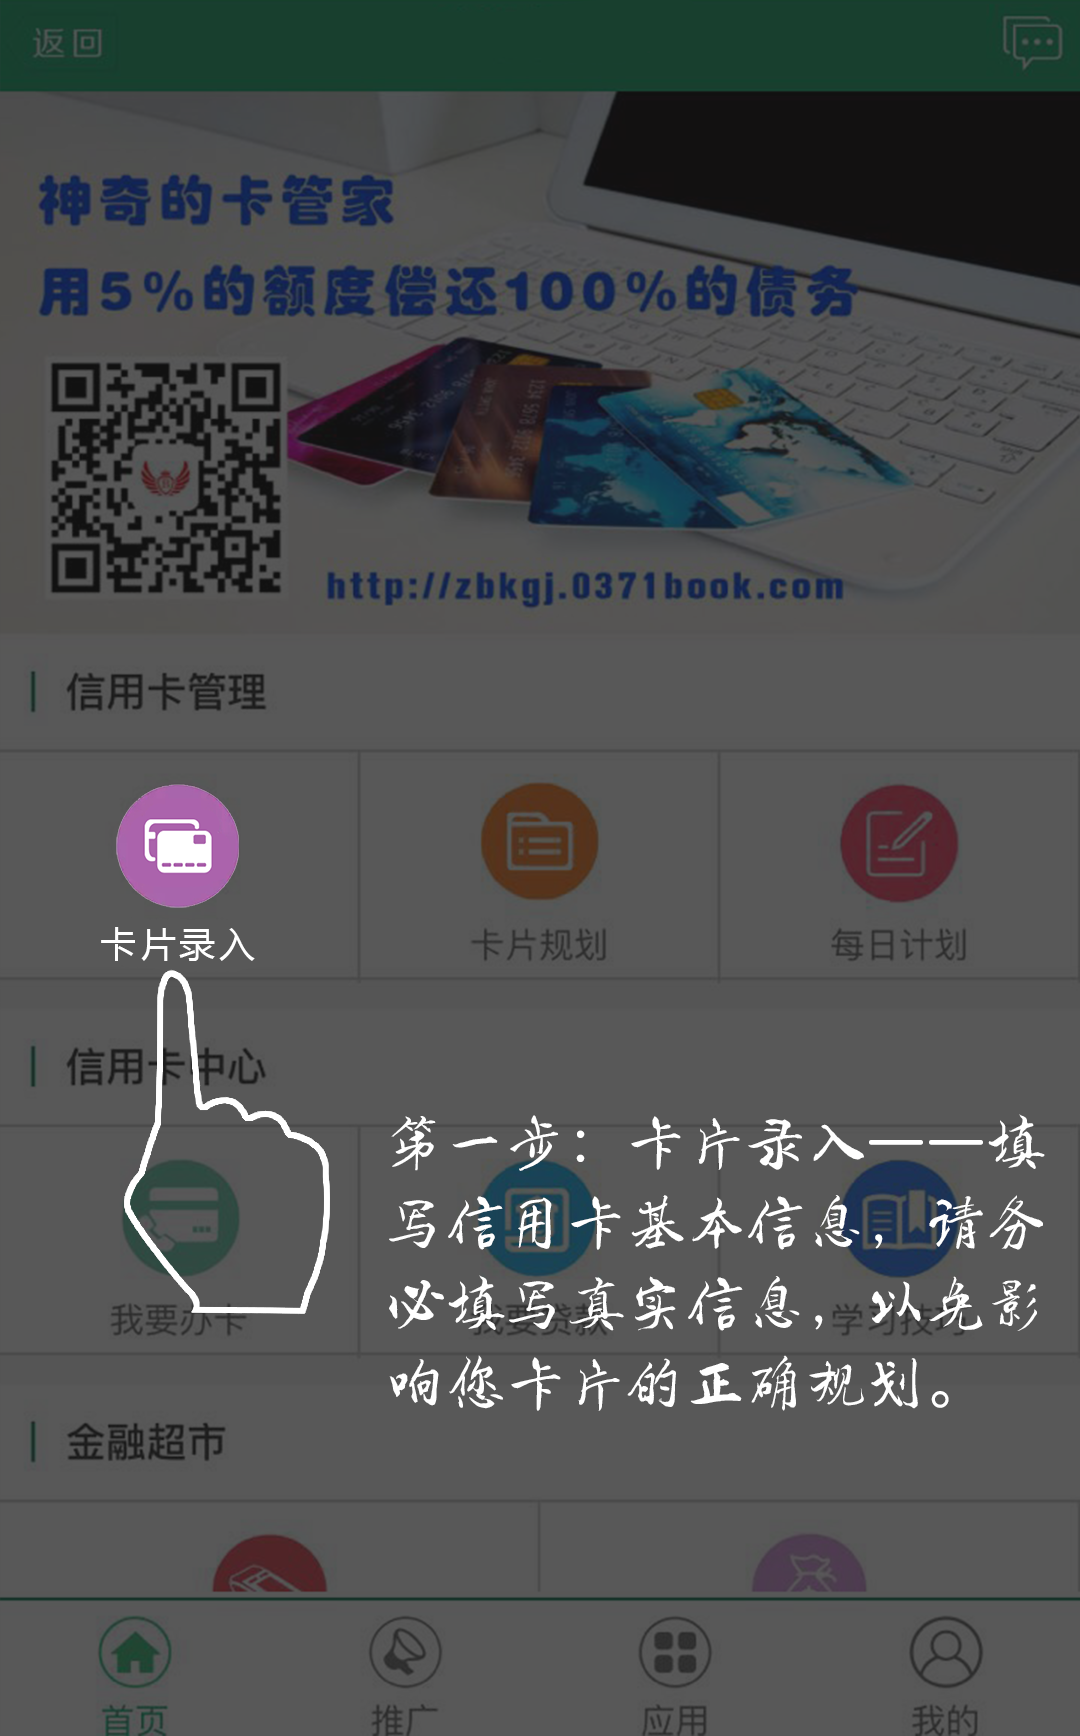 返回
神奇的卡管家
用5%的额度偿还100%的债务
http://zbkgj.0371book.com
信用卡管理
卡片录入
卡片规划
每日计划
信用卡中心
我要办卡
我要贷款
学习技巧
第一步：卡片录入——填
写信用卡基本信息，请务
必填写真实信息，以免影
响您卡片的正确规划。
金融超市
首页
推广
应用
我的